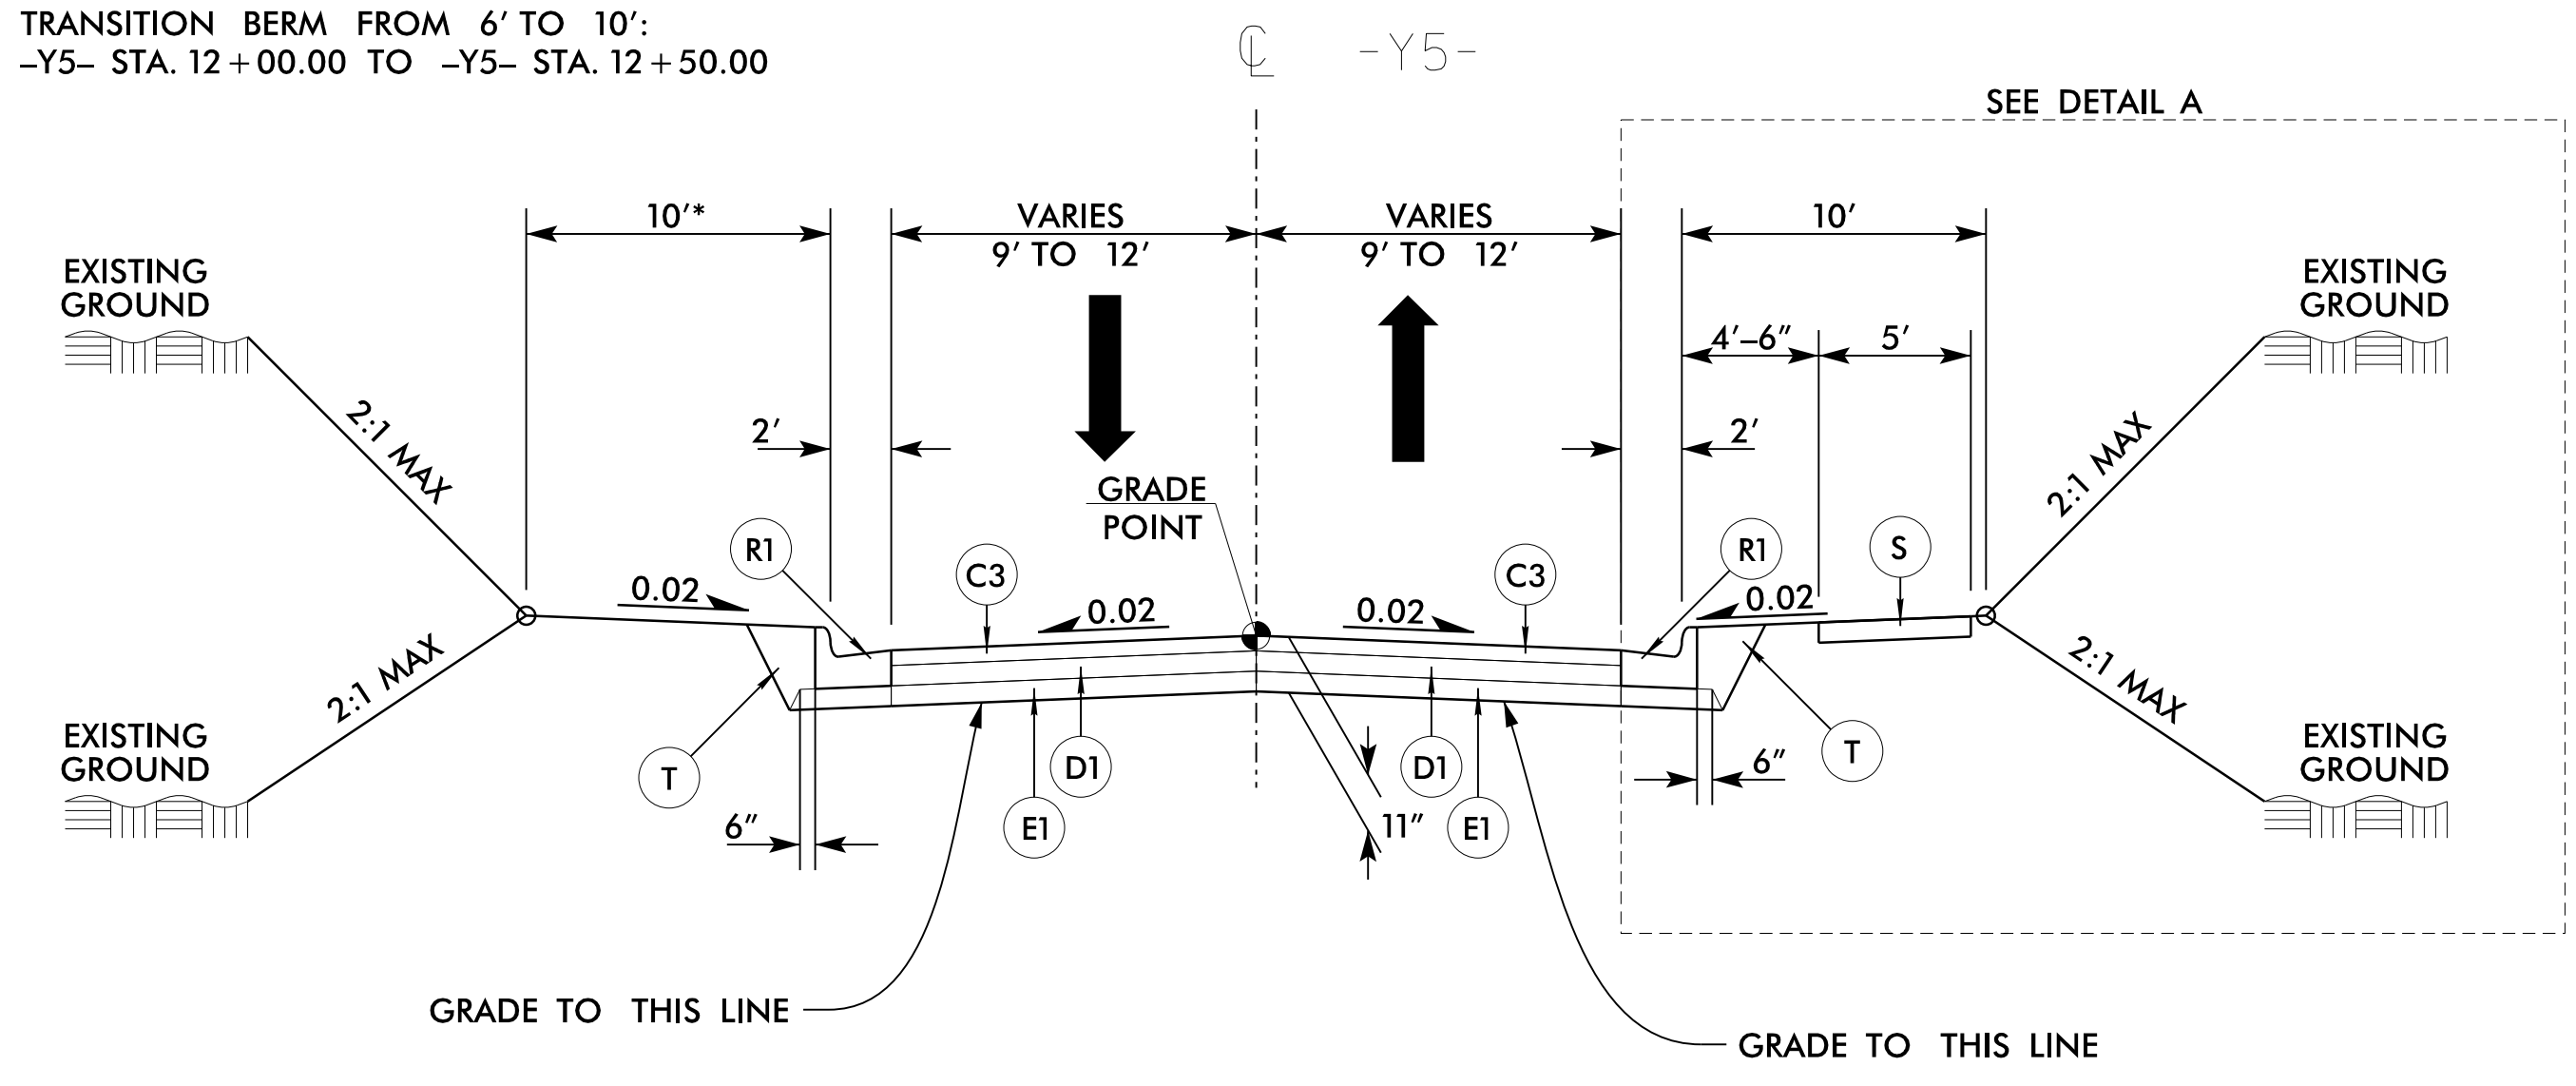 TRANSITION BERM FROM 6' TO 10':
–Y5– STA. 12+00.00 TO –Y5– STA. 12+50.00
℄ -Y5-
SEE DETAIL A
10'*
VARIES
9' TO 12'
VARIES
9' TO 12'
10'
EXISTING
GROUND
EXISTING
GROUND
4'–6"
5'
2:1 MAX
2'
2'
2:1 MAX
GRADE
POINT
R1
C3
C3
R1
S
0.02
0.02
0.02
0.02
2:1 MAX
2:1 MAX
EXISTING
GROUND
T
D1
D1
T
6"
EXISTING
GROUND
6"
E1
11"
E1
GRADE TO THIS LINE
GRADE TO THIS LINE